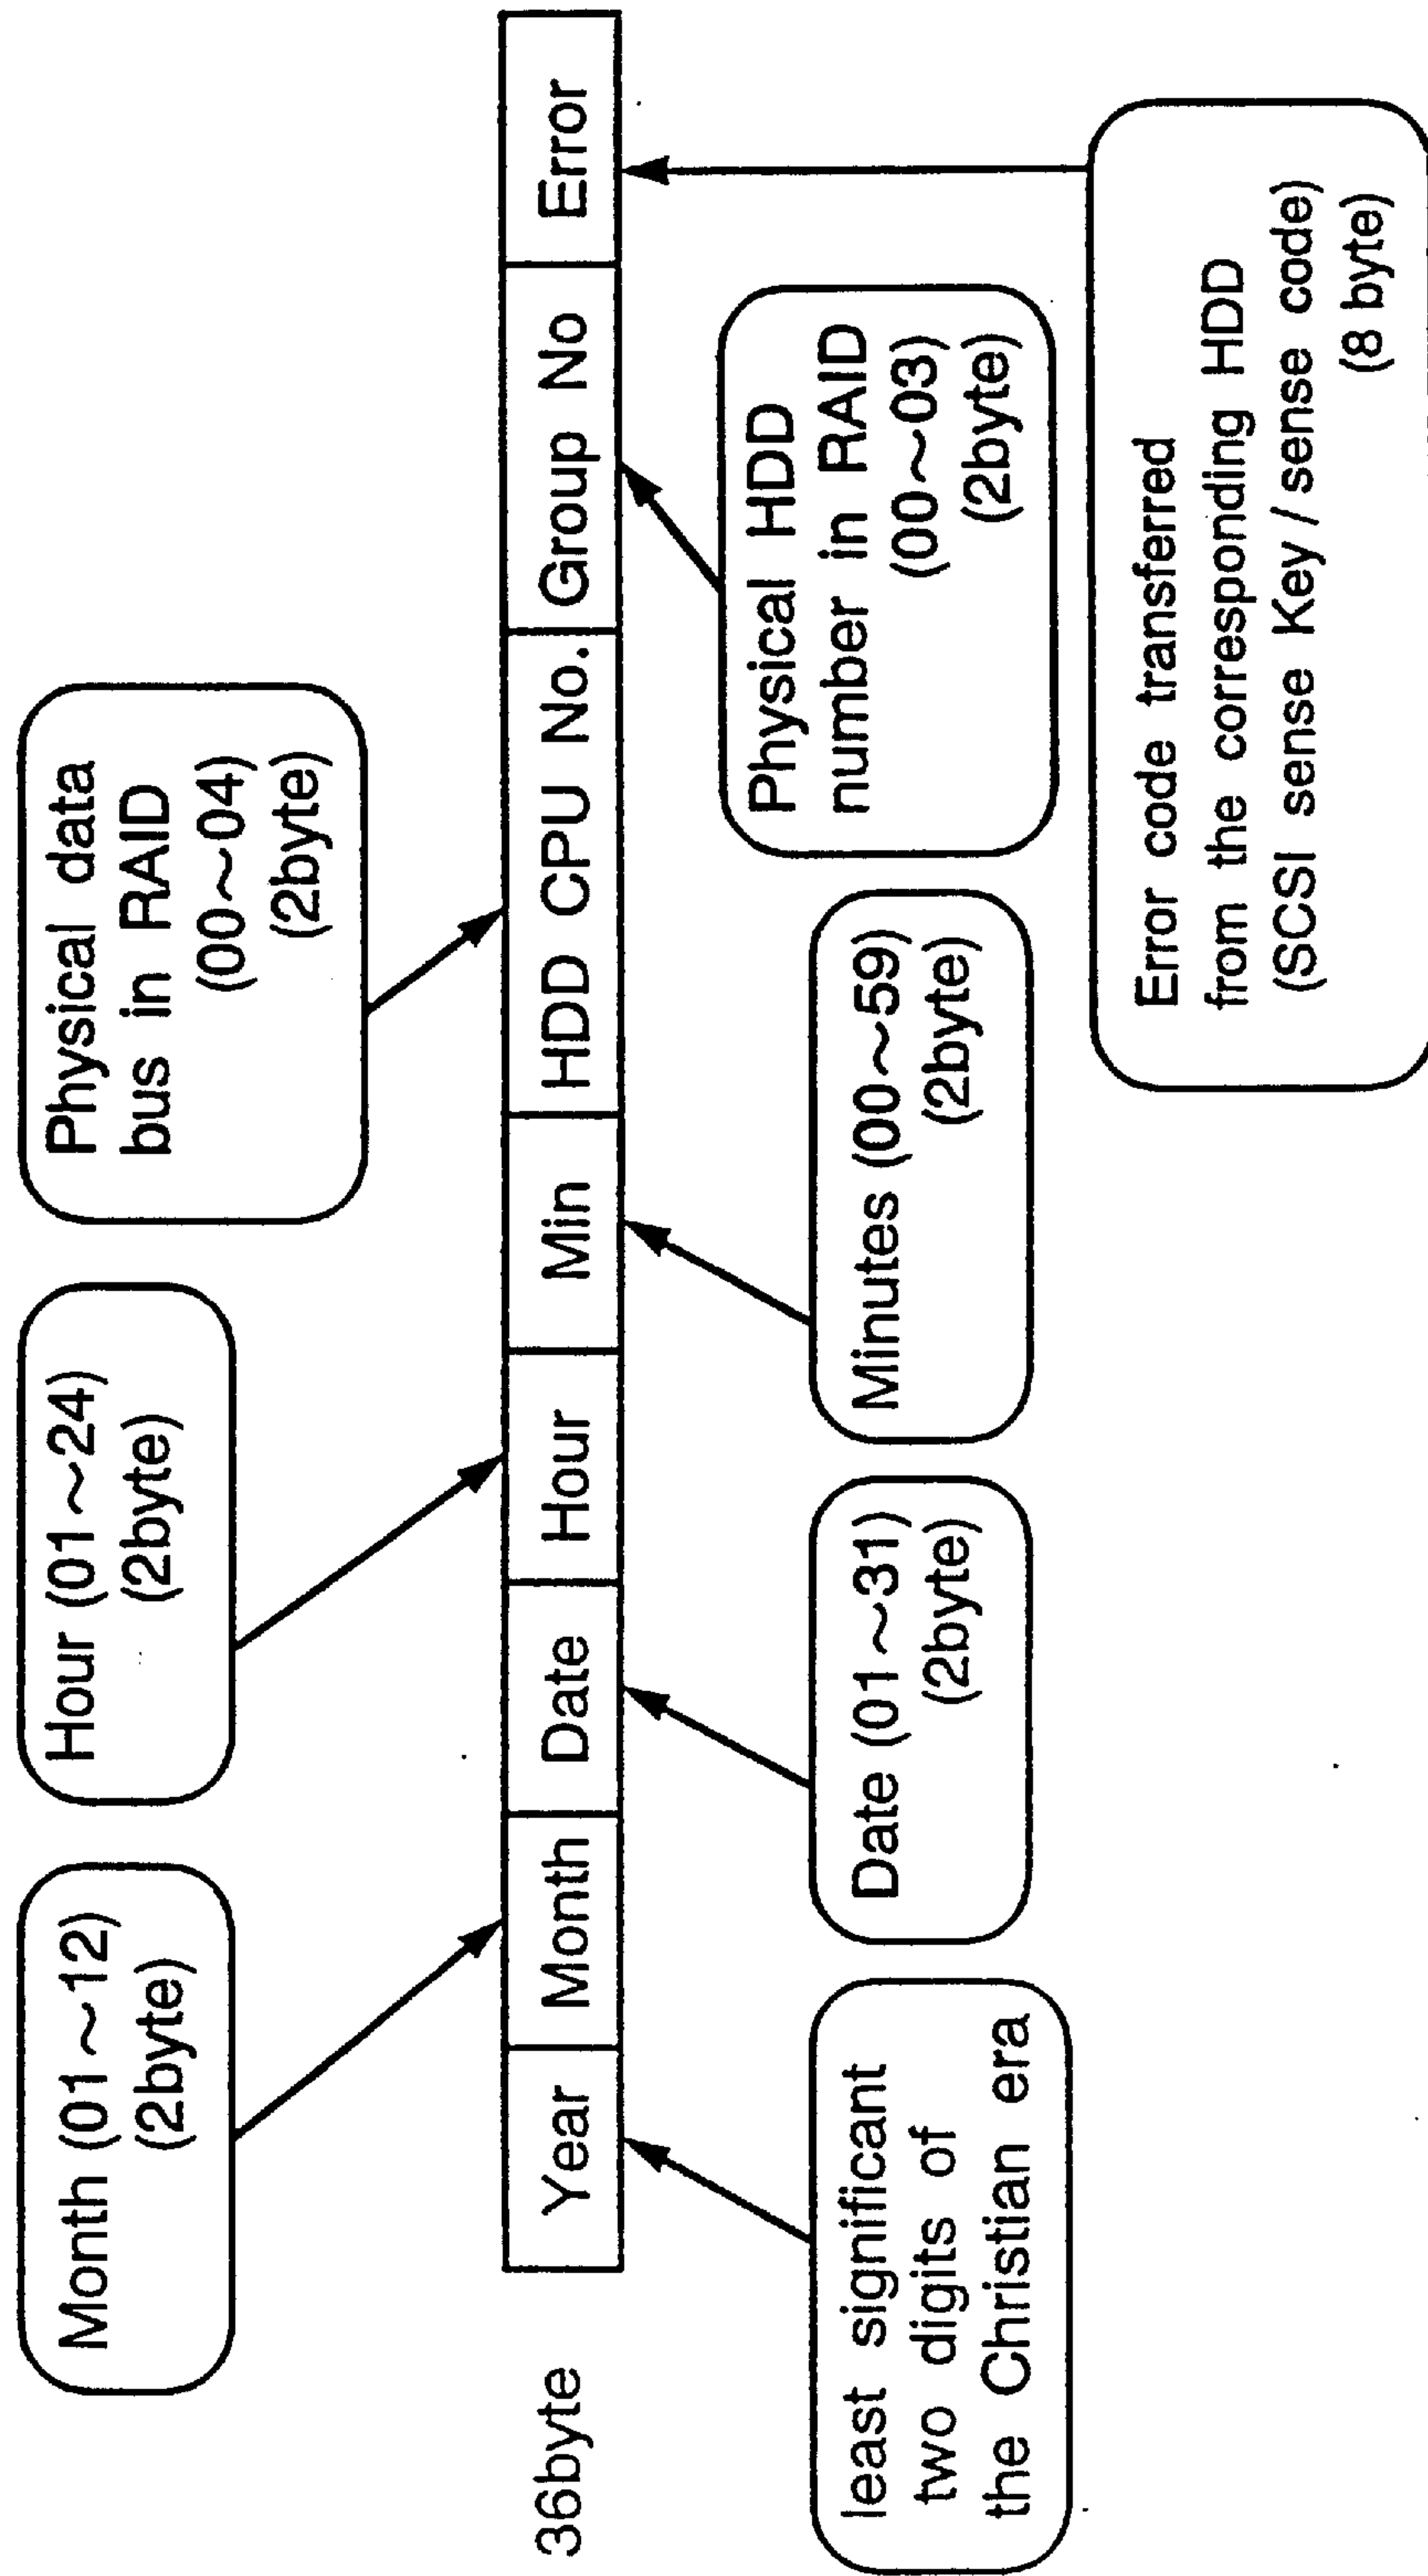 Month (01~12)
(2byte)
Hour (01~24)
(2byte)
Physical data
bus in RAID
(00~04)
(2byte)
36byte
Year
Month
Date
Hour
Min
HDD CPU No.
Group No
Error
least significant
two digits of
the Christian era
Date (01~31)
(2byte)
Minutes (00~59)
(2byte)
Physical HDD
number in RAID
(00~03)
(2byte)
Error code transferred
from the corresponding HDD
(SCSI sense Key / sense code)
(8 byte)